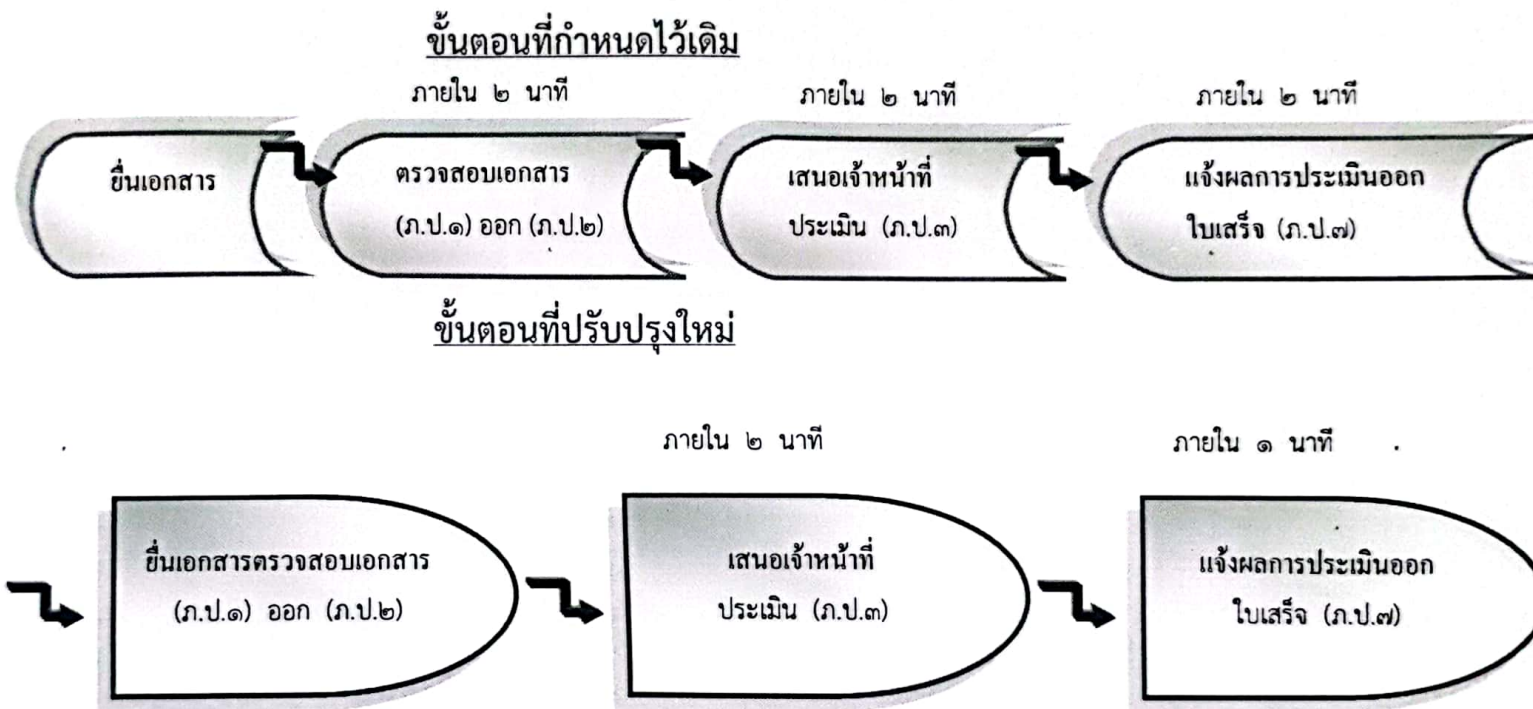 ขั้นตอนที่กำหนดไว้เดิม
ภายใน ๒ นาที
ภายใน ๒ นาที
ภายใน ๒ นาที
ยื่นเอกสาร
ตรวจสอบเอกสาร
(ภ.ป.๑) ออก (ภ.ป.๒)
เสนอเจ้าหน้าที่
ประเมิน (ภ.ป.๓)
แจ้งผลการประเมินออก
ใบเสร็จ (ภ.ป.๗)
ขั้นตอนที่ปรับปรุงใหม่
ภายใน ๒ นาที
ภายใน ๑ นาที
ยื่นเอกสารตรวจสอบเอกสาร
(ภ.ป.๑) ออก (ภ.ป.๒)
เสนอเจ้าหน้าที่
ประเมิน (ภ.ป.๓)
แจ้งผลการประเมินออก
ใบเสร็จ (ภ.ป.๗)